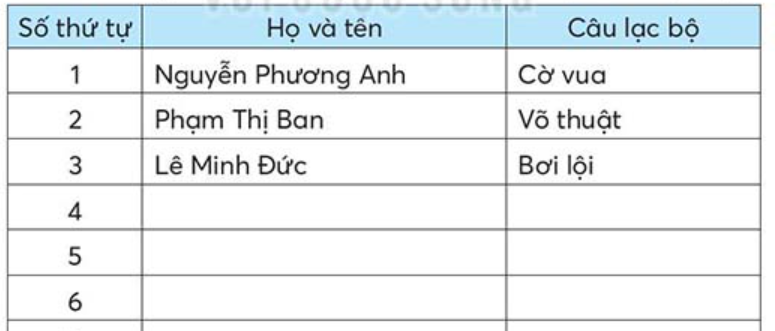 Số thứ tự Họ và tên Câu lạc bộ
1 Nguyễn Phương Anh Cờ vua
2 Phạm Thị Ban Võ thuật
3 Lê Minh Đức Bơi lội
4
5
6